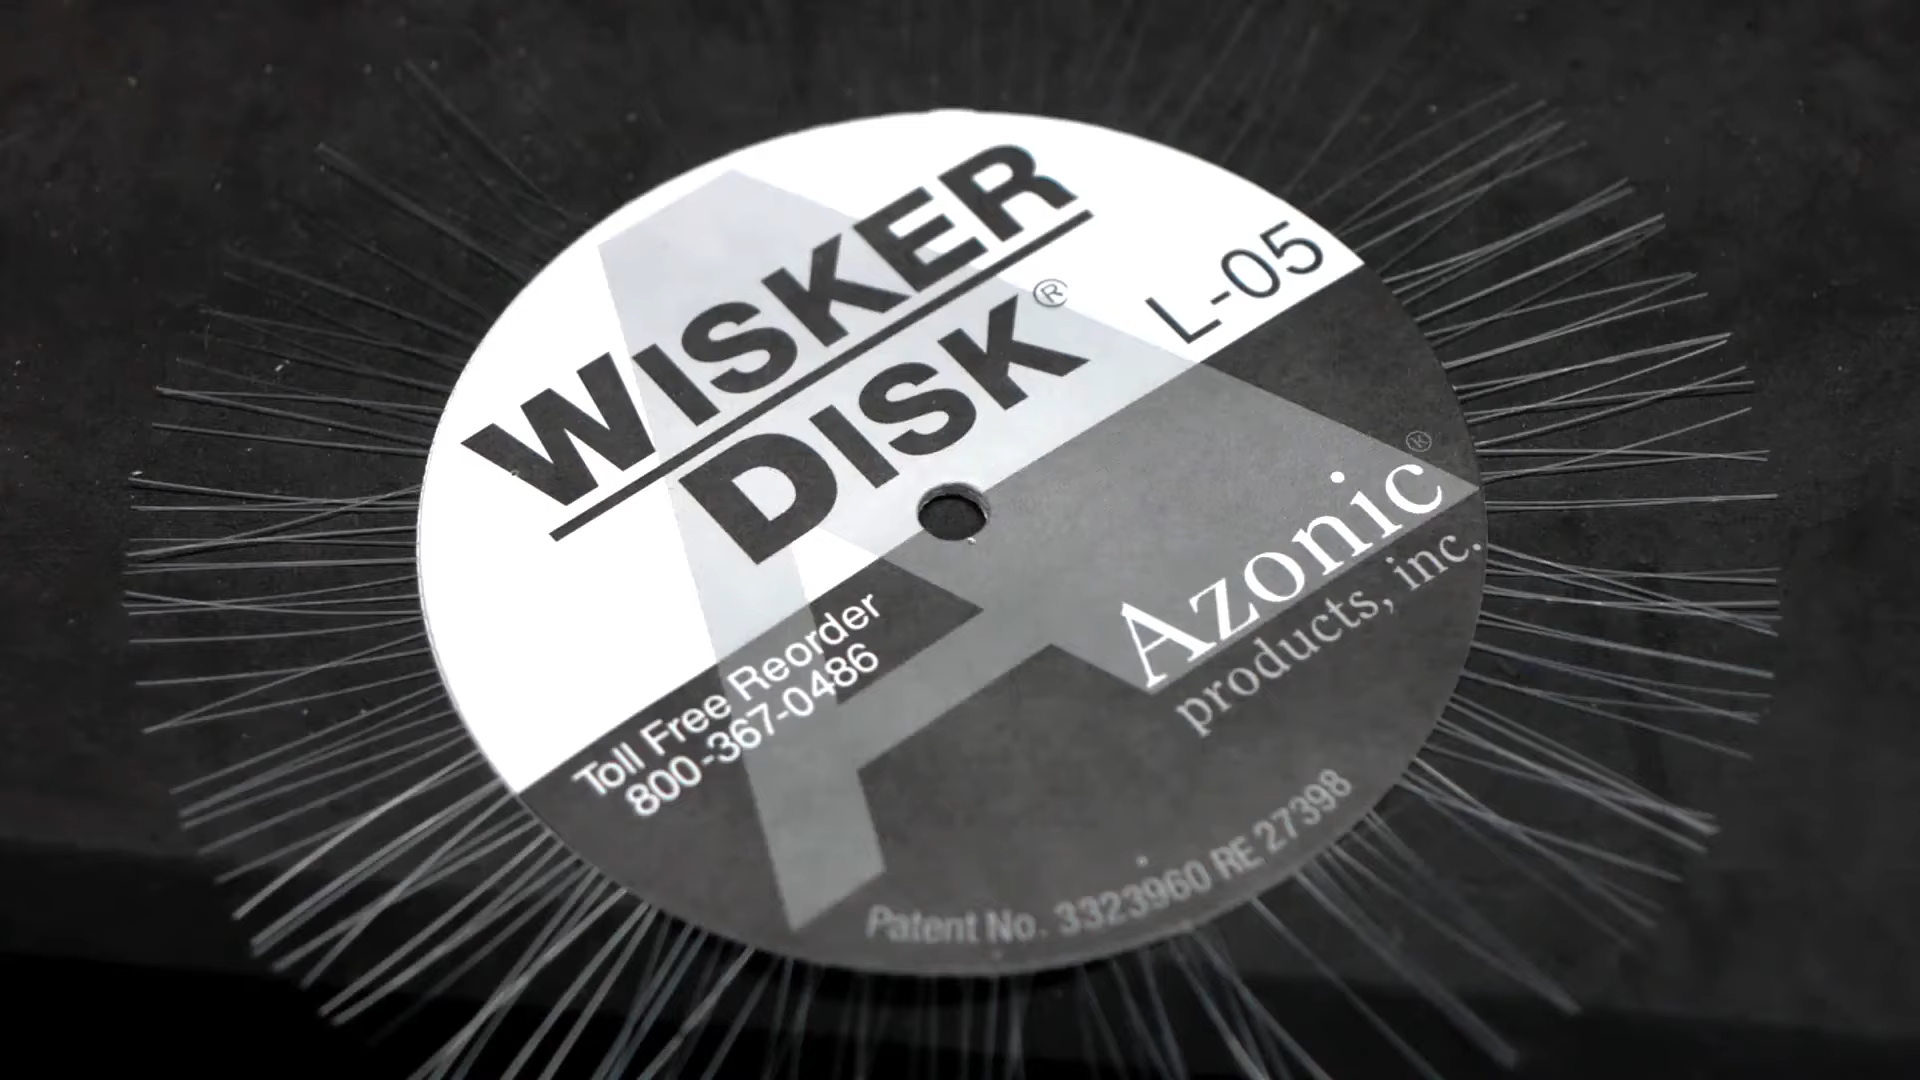 WISKER
DISK®
L-05
Azonic®
products, inc.
Toll Free Reorder
800-367-0486
Patent No. 3323960 RE 27398